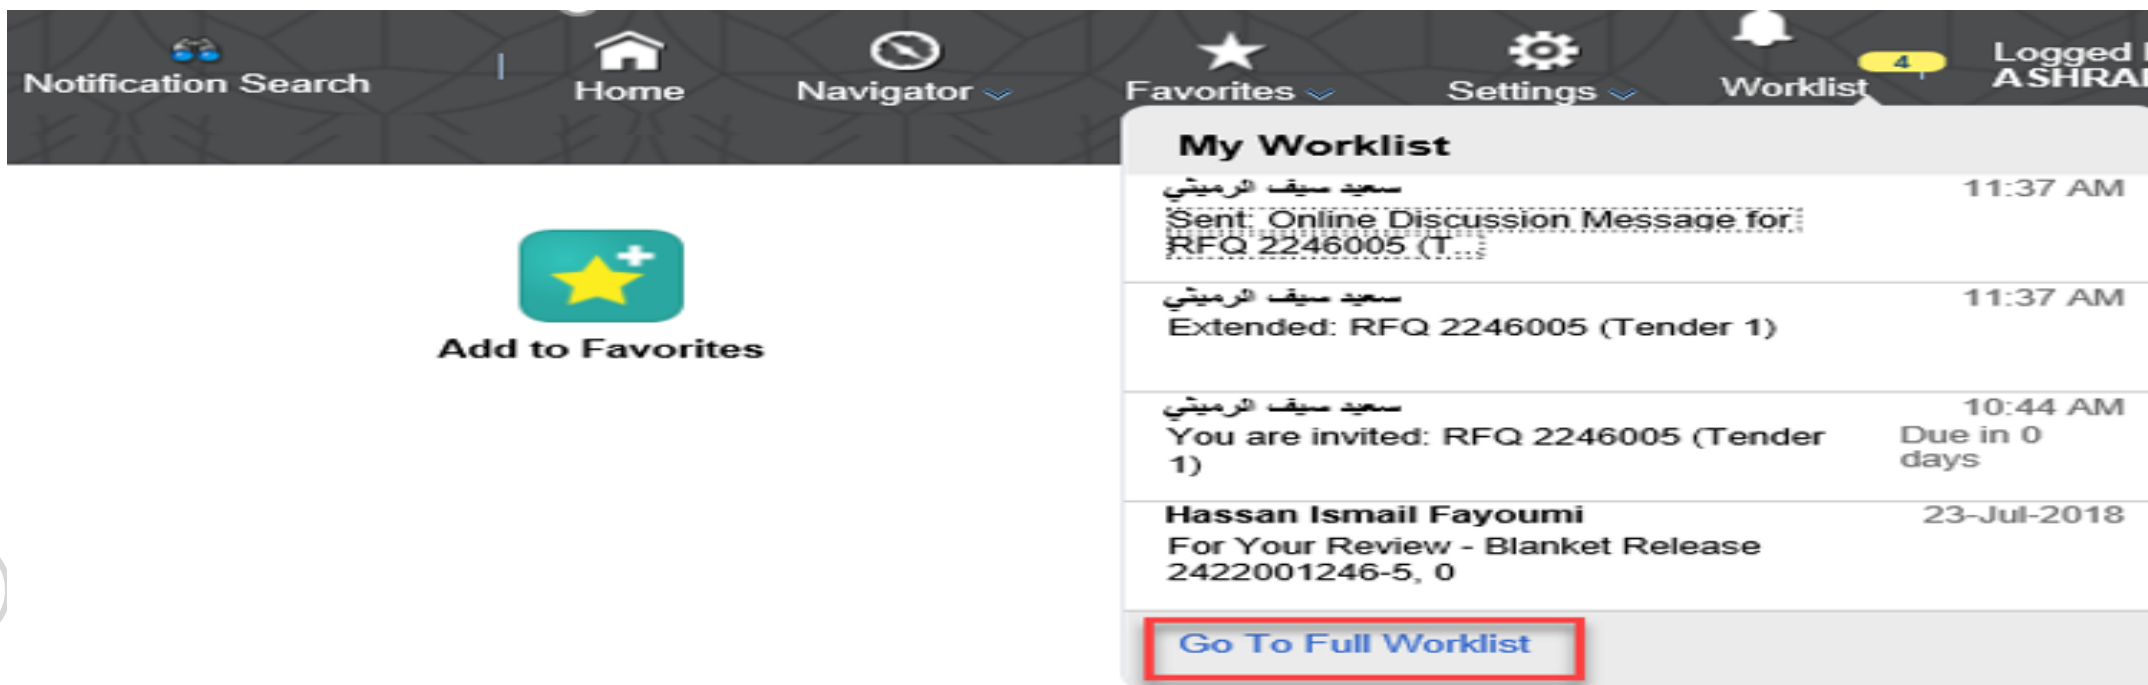 Notification Search
Home
Navigator
Favorites
Settings
Worklist
4
Logged
ASHRA
My Worklist
سعيد سيف الرميثي
11:37 AM
Sent: Online Discussion Message for
RFQ 2246005 (T...
سعيد سيف الرميثي
11:37 AM
Extended: RFQ 2246005 (Tender 1)
سعيد سيف الرميثي
10:44 AM
You are invited: RFQ 2246005 (Tender
1)
Due in 0
days
Hassan Ismail Fayoumi
23-Jul-2018
For Your Review - Blanket Release
2422001246-5, 0
Go To Full Worklist
Add to Favorites